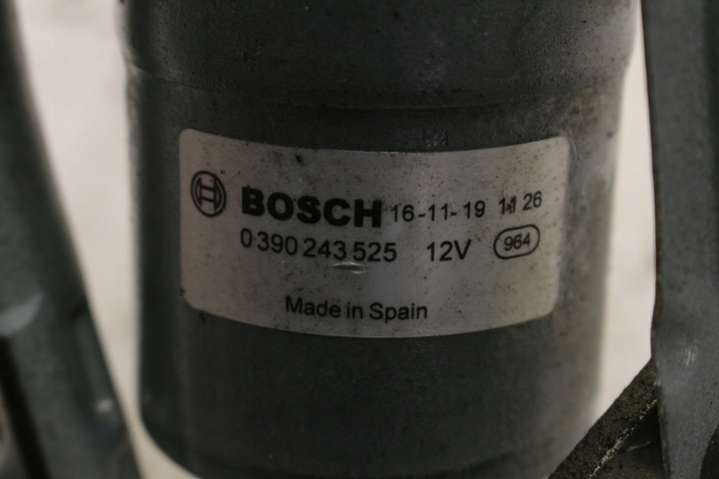 BOSCH 16-11-19 11 26
0 390 243 525 12V 964
Made in Spain